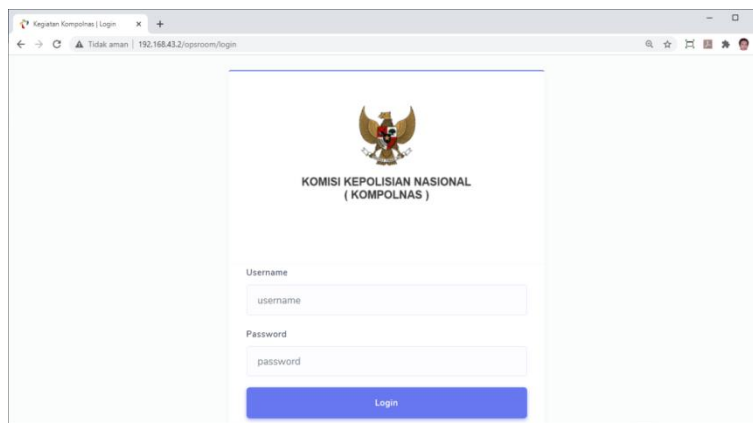 Kegiatan Kompolnas | Login
Tidak aman | 192.168.43.2/opsroom/login
KOMISI KEPOLISIAN NASIONAL
( KOMPOLNAS )
Username
username
Password
password
Login